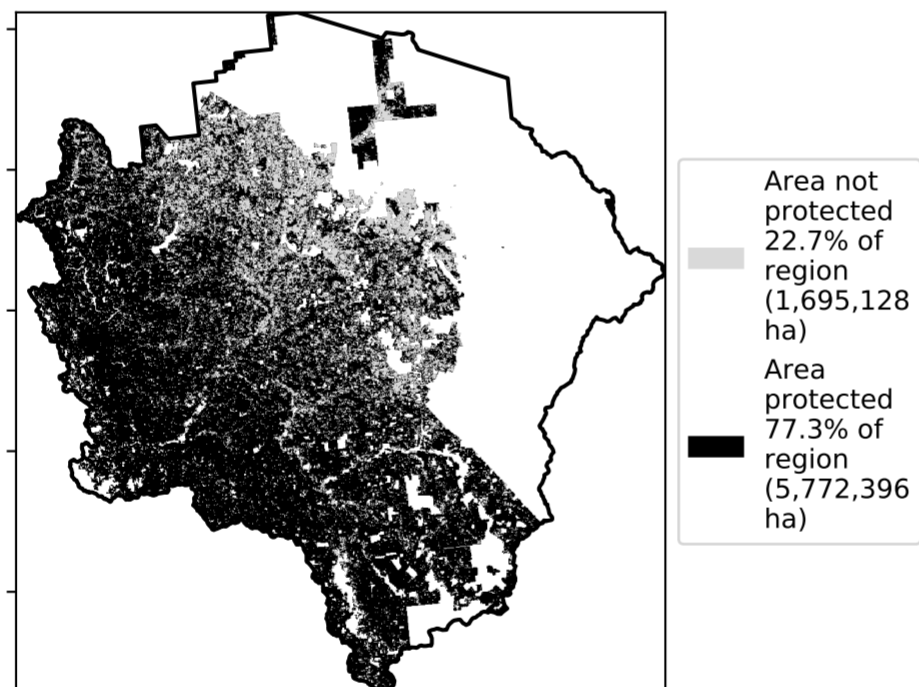 Area not
protected
22.7% of
region
(1,695,128
ha)
Area
protected
77.3% of
region
(5,772,396
ha)